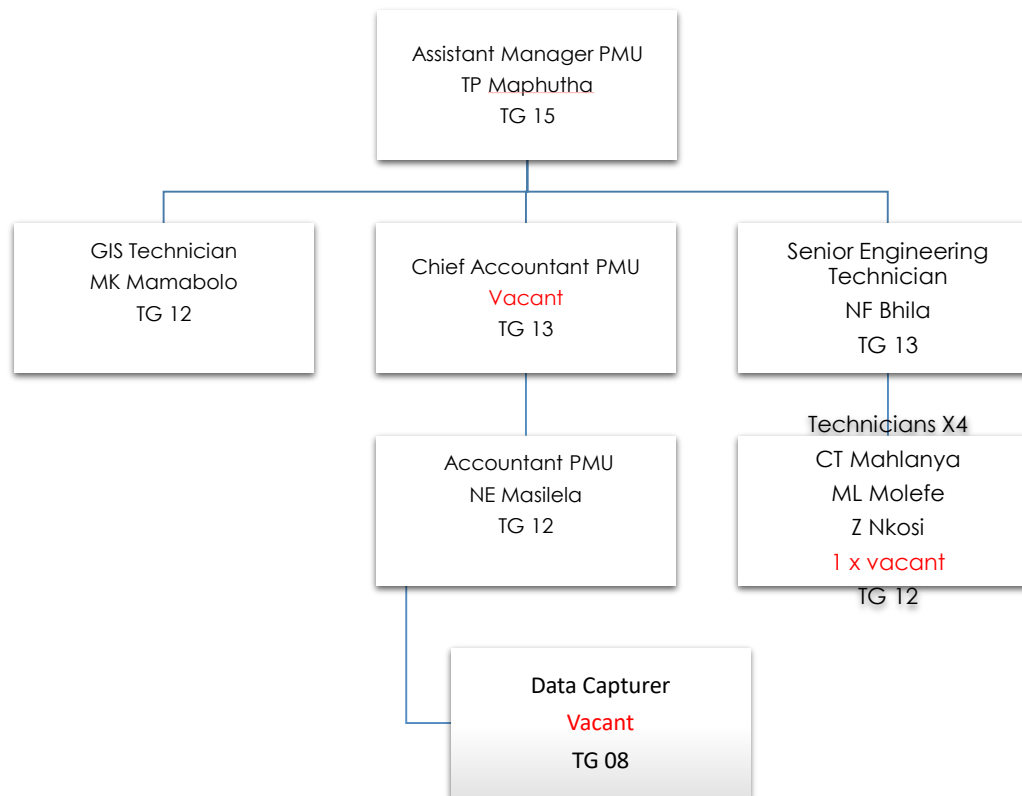 Assistant Manager PMU
TP Maphutha
TG 15
GIS Technician
MK Mamabolo
TG 12
Chief Accountant PMU
Vacant
TG 13
Senior Engineering
Technician
NF Bhila
TG 13
Accountant PMU
NE Masilela
TG 12
Technicians X4
CT Mahlanya
ML Molefe
Z Nkosi
1 x vacant
TG 12
Data Capturer
Vacant
TG 08